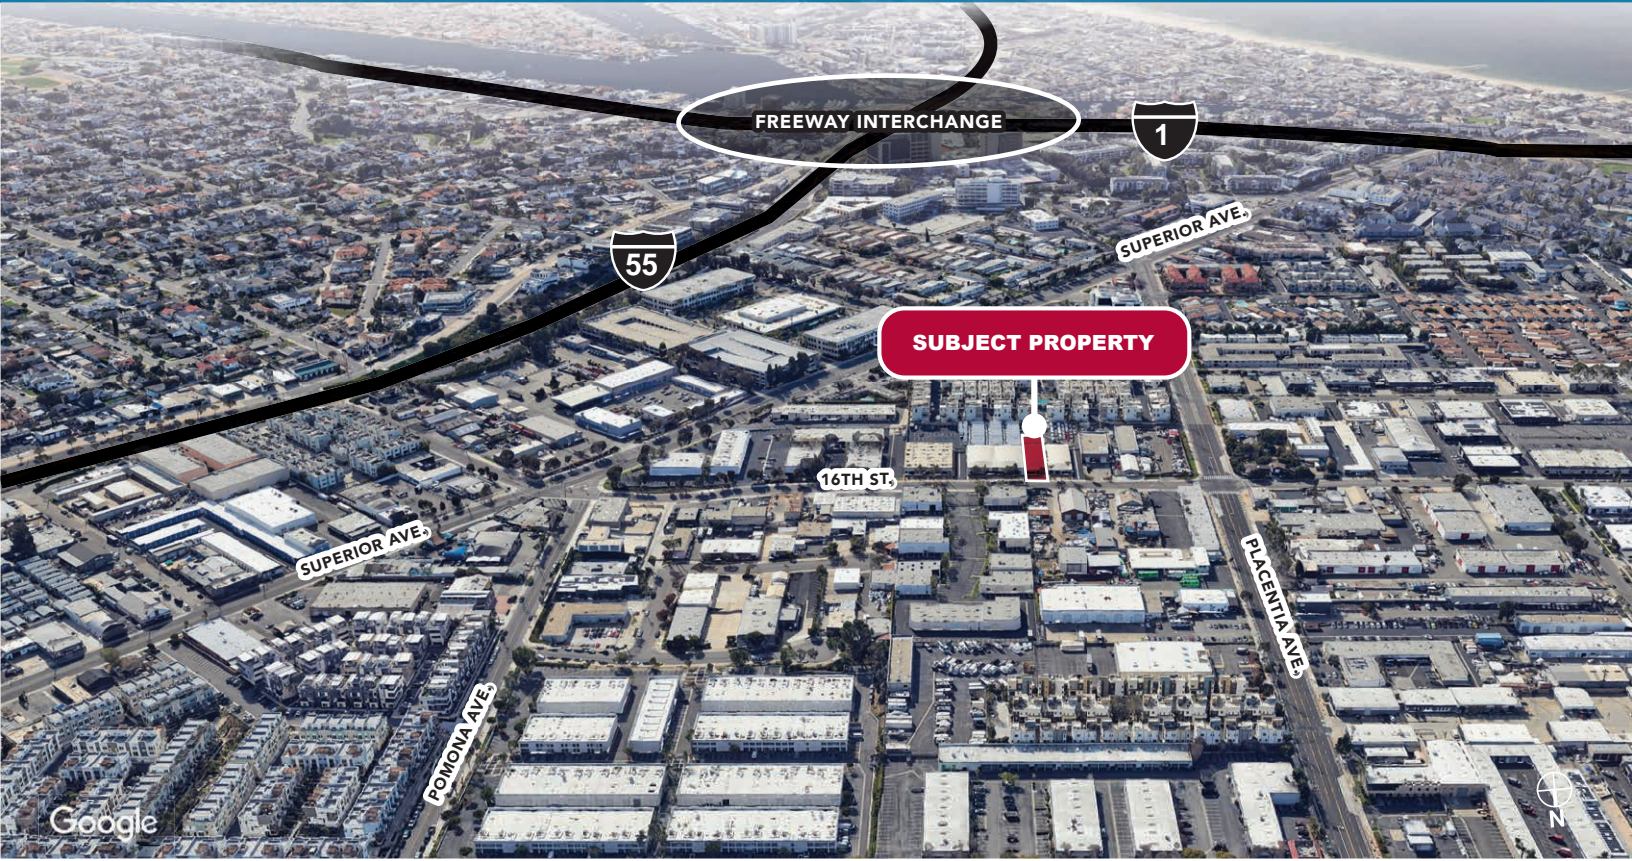 FREEWAY INTERCHANGE
1
SUPERIOR AVE.
55
SUBJECT PROPERTY
16TH ST.
SUPERIOR AVE.
PLACENTIA AVE.
POMONA AVE.
Google
N